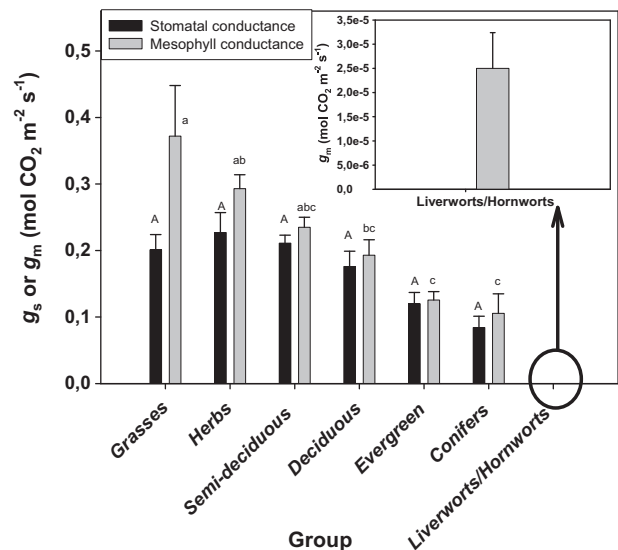 Stomatal conductance
Mesophyll conductance
0,5
0,4
0,3
0,2
0,1
0,0
g_s or g_m (mol CO₂ m⁻² s⁻¹)
A
a
A
ab
A
abc
A
bc
A
c
A
c
Grasses
Herbs
Semi-deciduous
Deciduous
Evergreen
Conifers
Liverworts/Hornworts
Group
3,5e-5
3,0e-5
2,5e-5
2,0e-5
1,5e-5
1,0e-5
5,0e-6
0,0
g_m (mol CO₂ m⁻² s⁻¹)
Liverworts/Hornworts